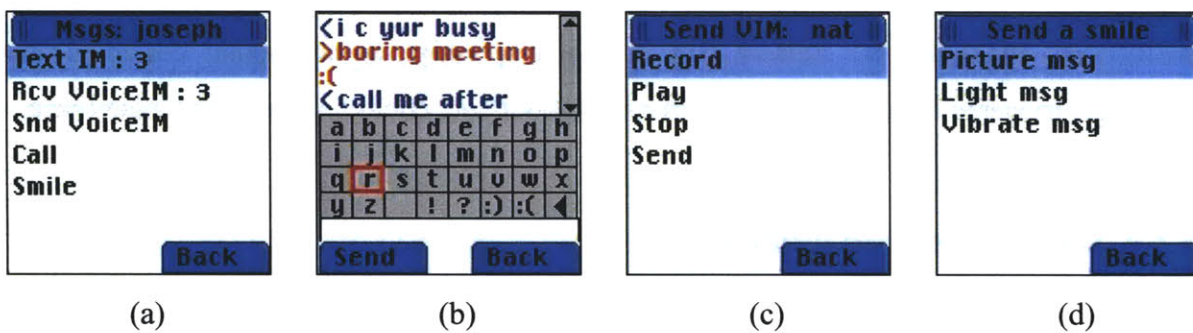 Msgs: joseph
Text IM : 3
Rcv VoiceIM : 3
Snd VoiceIM
Call
Smile
Back
(a)
<i c yur busy
>boring meeting
:(
<call me after
a b c d e f g h
i j k l m n o p
q r s t u v w x
y z ! ? :) :(
Send Back
(b)
Send VIM: nat
Record
Play
Stop
Send
Back
(c)
Send a smile
Picture msg
Light msg
Vibrate msg
Back
(d)